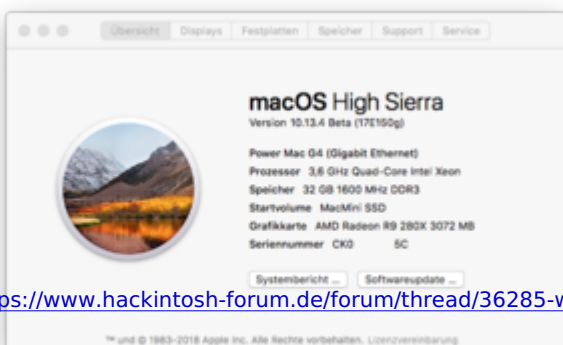 Übersicht Displays Festplatten Speicher Support Service
macOS High Sierra
Version 10.13.4 Beta (17E150g)
Power Mac G4 (Gigabit Ethernet)
Prozessor 3,6 GHz Quad-Core Intel Xeon
Speicher 32 GB 1600 MHz DDR3
Startvolume MacMini SSD
Grafikkarte AMD Radeon R9 280X 3072 MB
Seriennummer CK0 5C
Systembericht ... Softwareupdate ...
ps://www.hackintosh-forum.de/forum/thread/36285-w
™ und © 1983-2018 Apple Inc. Alle Rechte vorbehalten. Lizenzvereinbarung